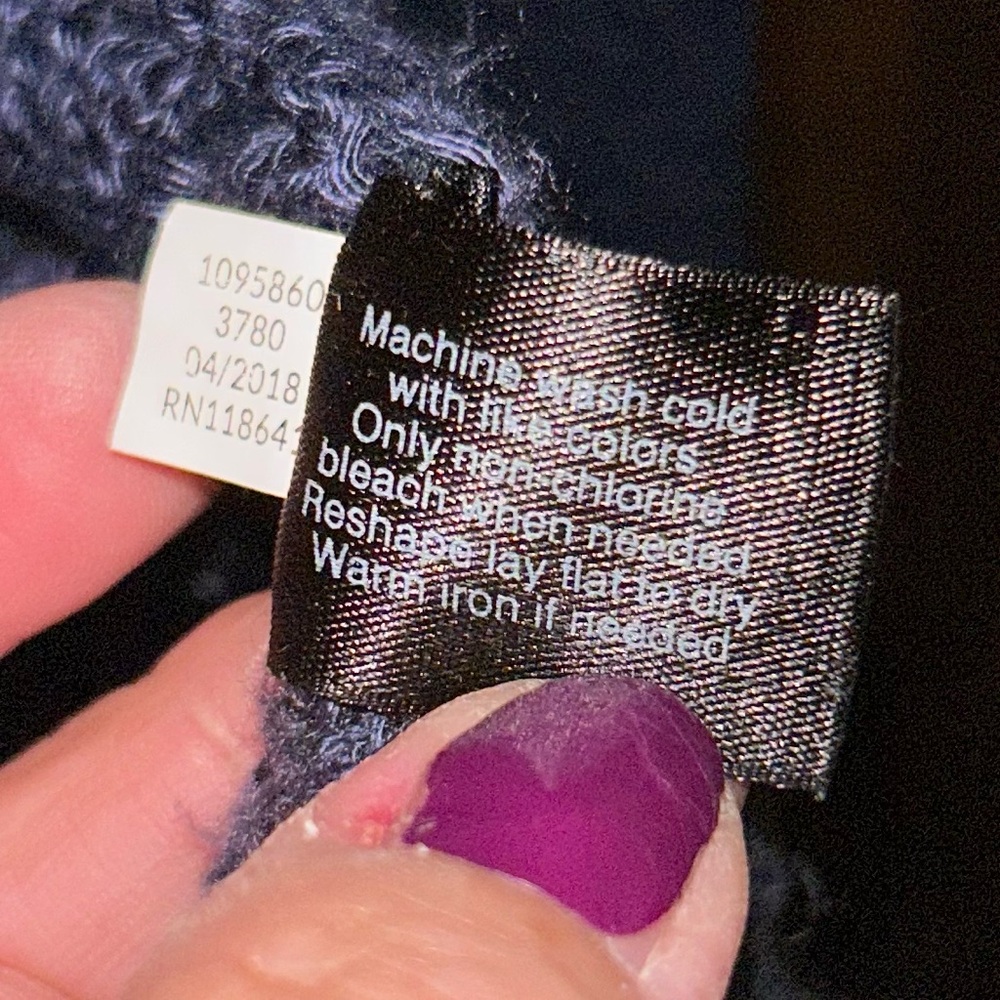 1095860
3780
04/2018
RN11864
Machine wash cold
with like colors
Only non-chlorine
bleach when needed
Reshape lay flat to dry
Warm iron if needed